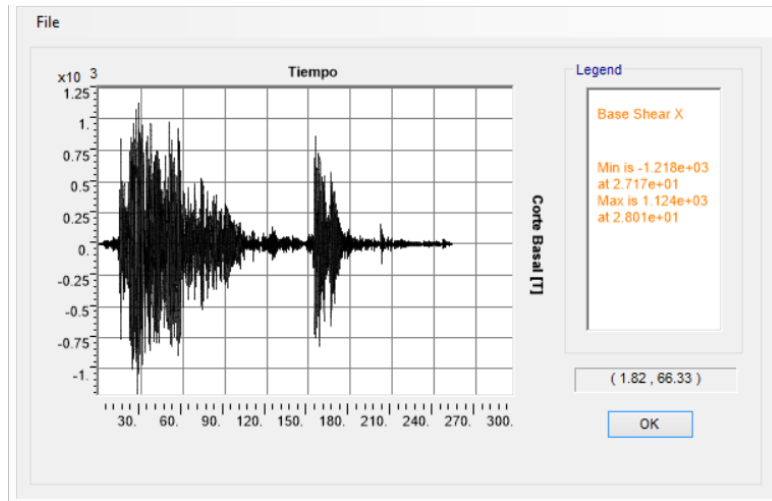 File
Tiempo
x10 3
1.25
1.
0.75
0.5
0.25
0.
-0.25
-0.5
-0.75
-1.
30. 60. 90. 120. 150. 180. 210. 240. 270. 300.
Corte Basal [T]
Legend
Base Shear X
Min is -1.218e+03
at 2.717e+01
Max is 1.124e+03
at 2.801e+01
( 1.82 , 66.33 )
OK